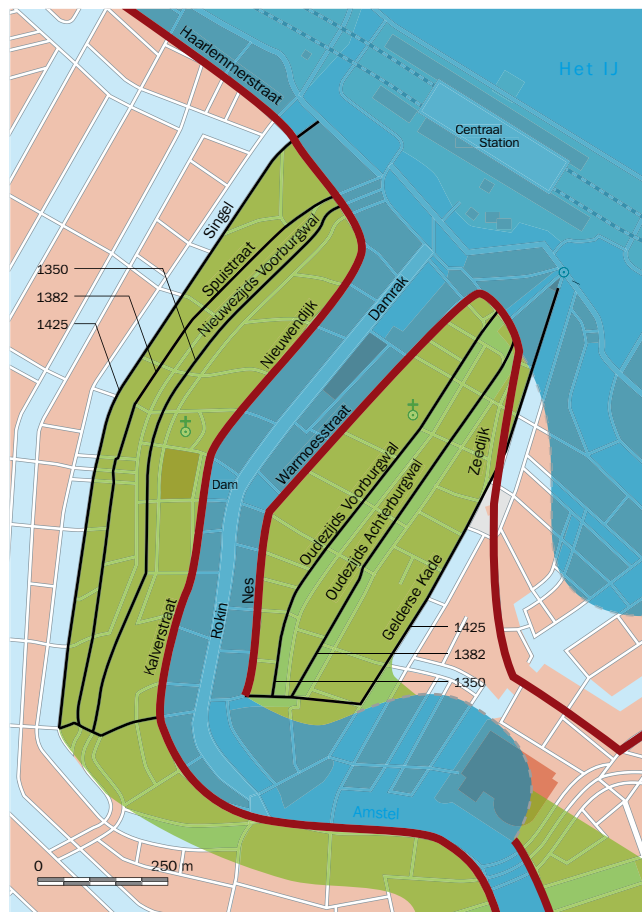 Haarlemmerstraat
Het IJ
Centraal
Station
Singel
Spuistraat
Nieuwezijds Voorburgwal
1350
1382
1425
Damrak
Nieuwendijk
Warmoesstraat
Dam
Zeedijk
Oudezijds Voorburgwal
Oudezijds Achterburgwal
Nes
Rokin
Kalverstraat
Gelderse Kade
1425
1382
1350
Amstel
0
250 m